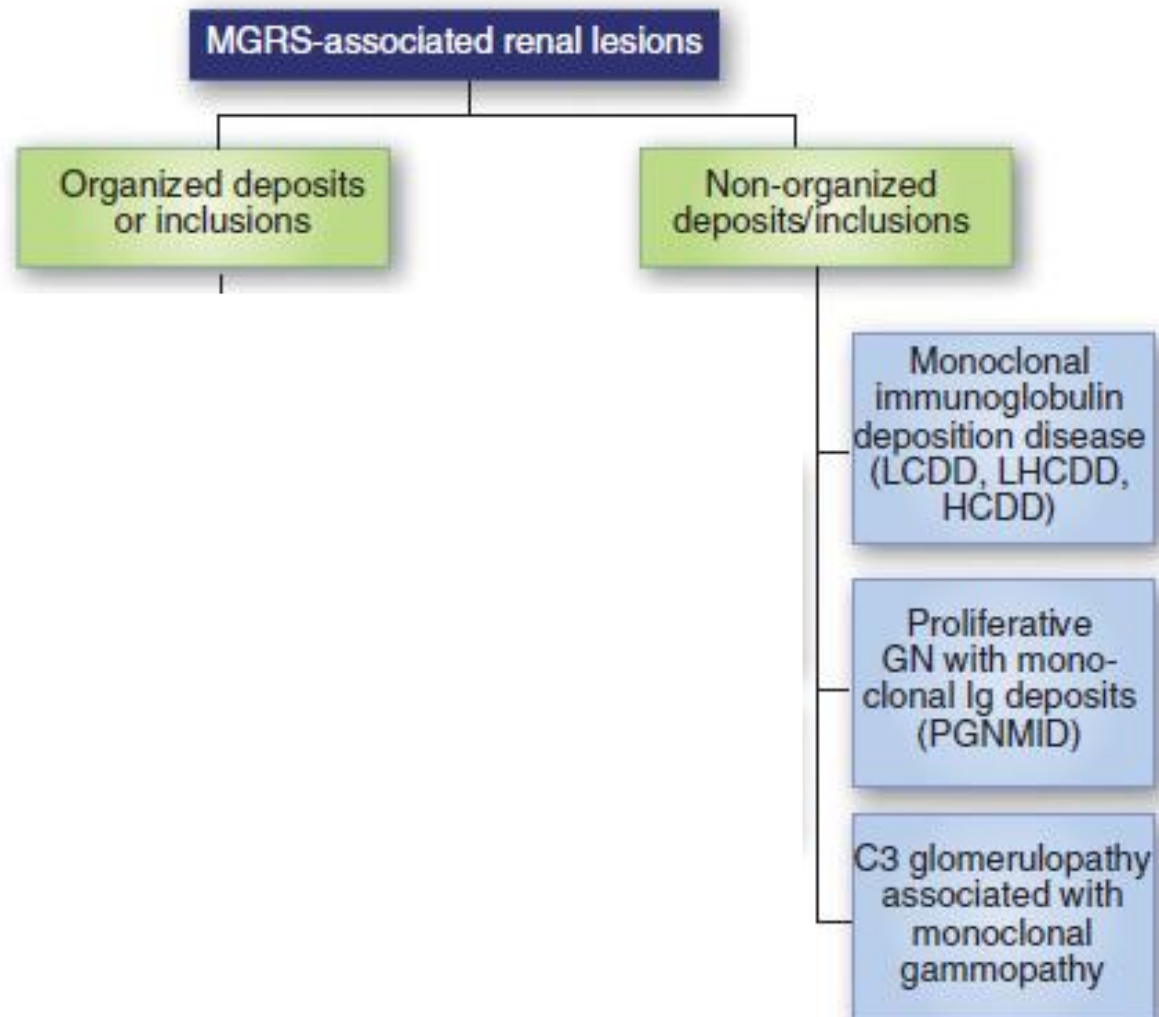 MGRS-associated renal lesions
Organized deposits
or inclusions
Non-organized
deposits/inclusions
Monoclonal
immunoglobulin
deposition disease
(LCDD, LHCDD,
HCDD)
Proliferative
GN with mono-
clonal Ig deposits
(PGNMID)
C3 glomerulopathy
associated with
monoclonal
gammopathy